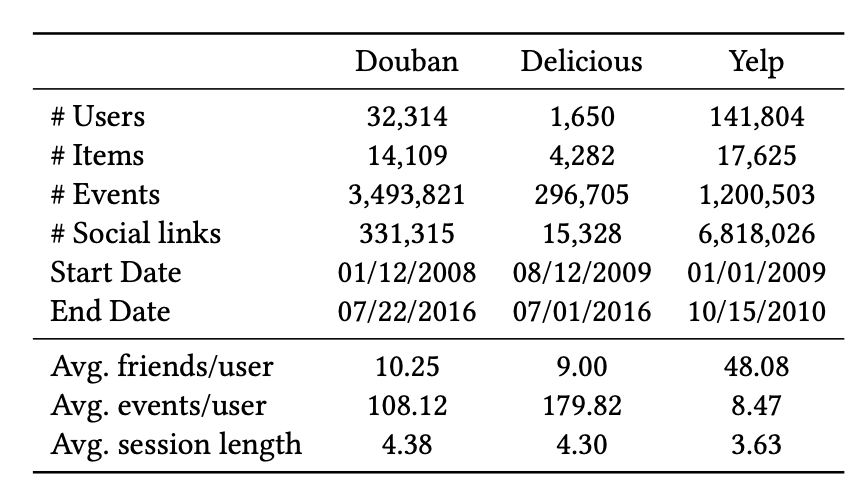 Douban Delicious Yelp
# Users 32,314 1,650 141,804
# Items 14,109 4,282 17,625
# Events 3,493,821 296,705 1,200,503
# Social links 331,315 15,328 6,818,026
Start Date 01/12/2008 08/12/2009 01/01/2009
End Date 07/22/2016 07/01/2016 10/15/2010
Avg. friends/user 10.25 9.00 48.08
Avg. events/user 108.12 179.82 8.47
Avg. session length 4.38 4.30 3.63